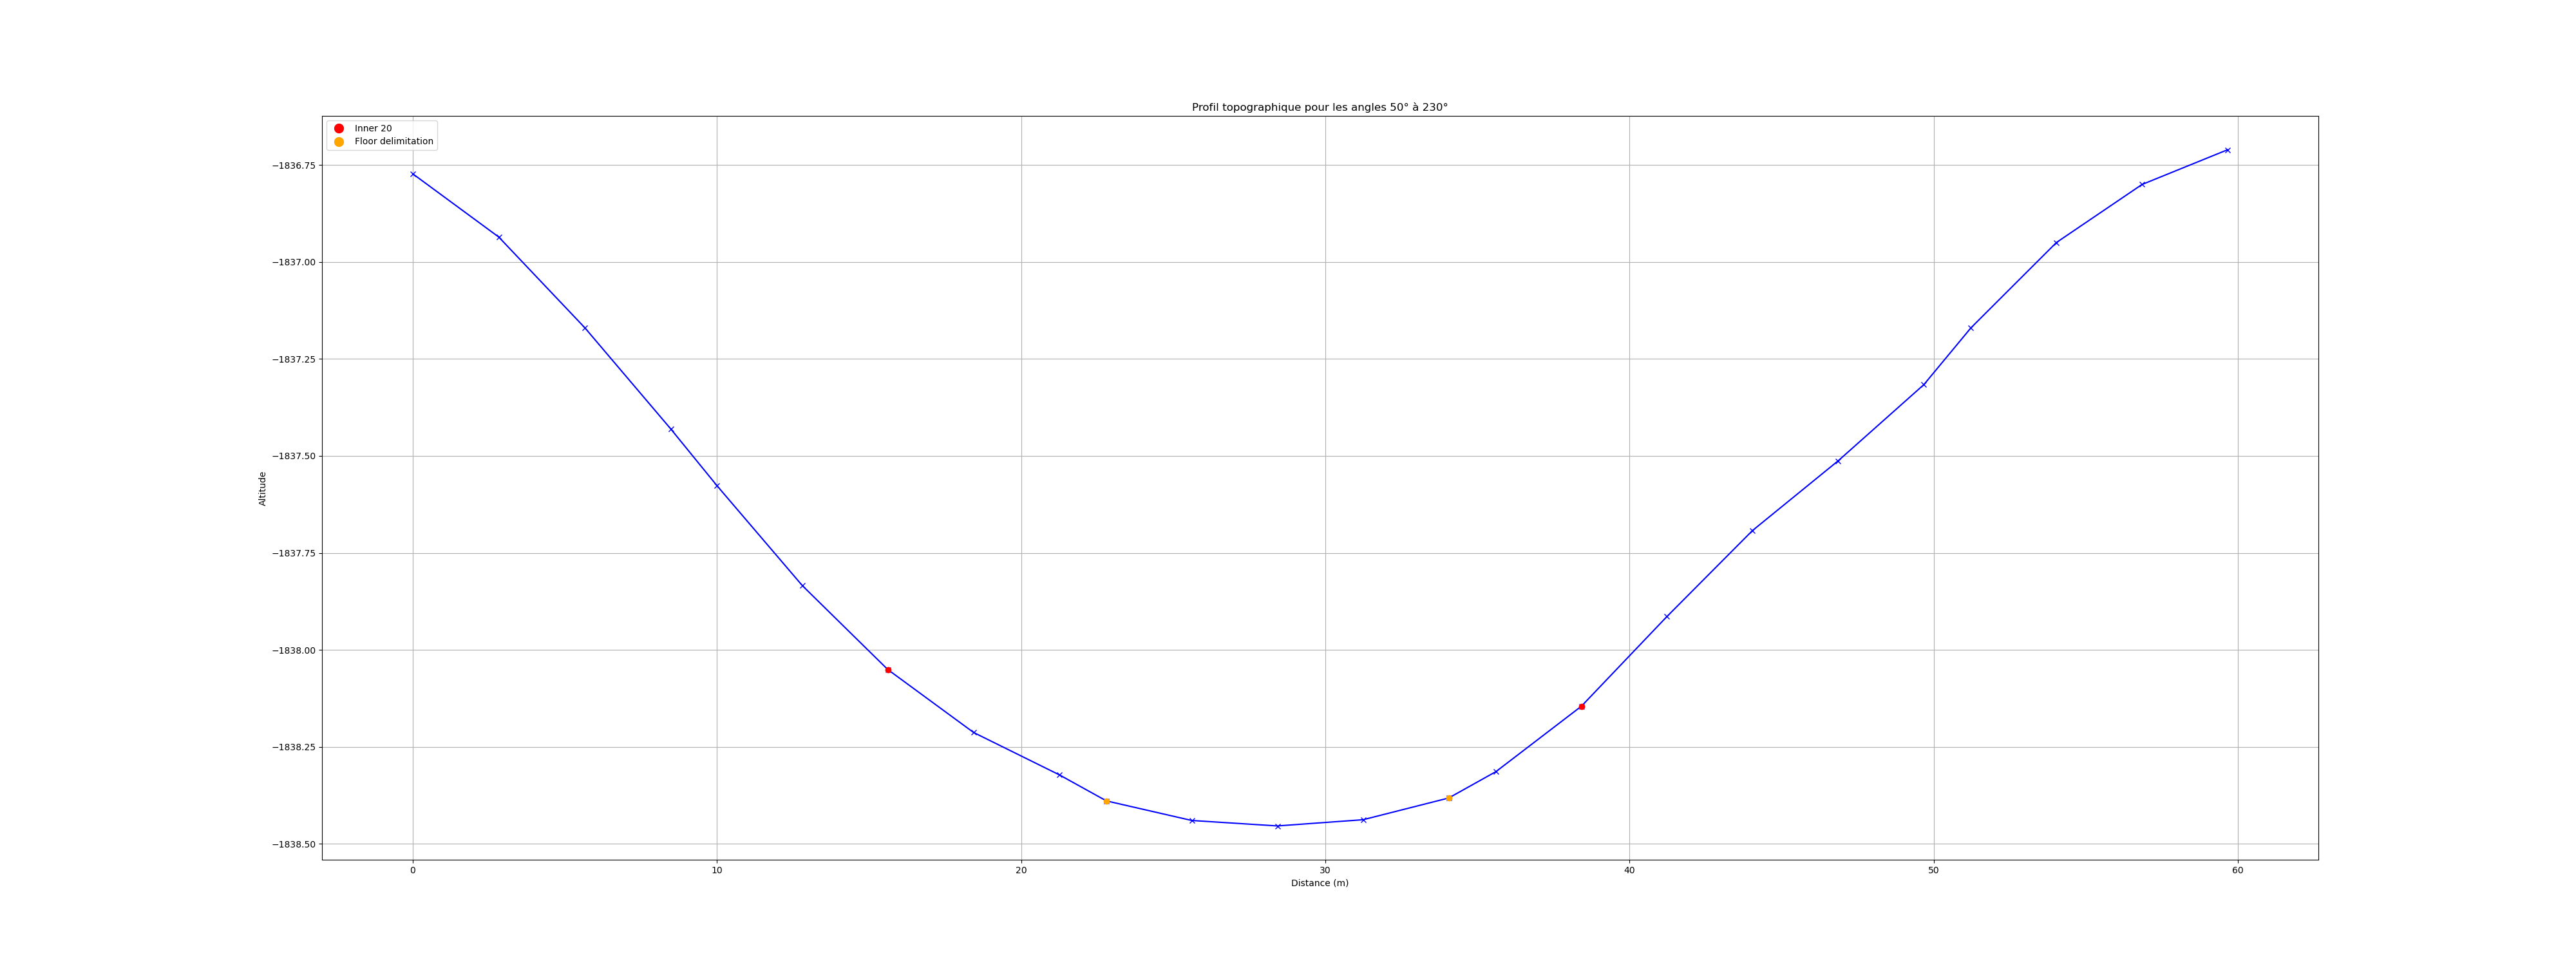 Profil topographique pour les angles 50° à 230°
Inner 20
Floor delimitation
−1836.75
−1837.00
−1837.25
−1837.50
−1837.75
−1838.00
−1838.25
−1838.50
Altitude
0 10 20 30 40 50 60
Distance (m)